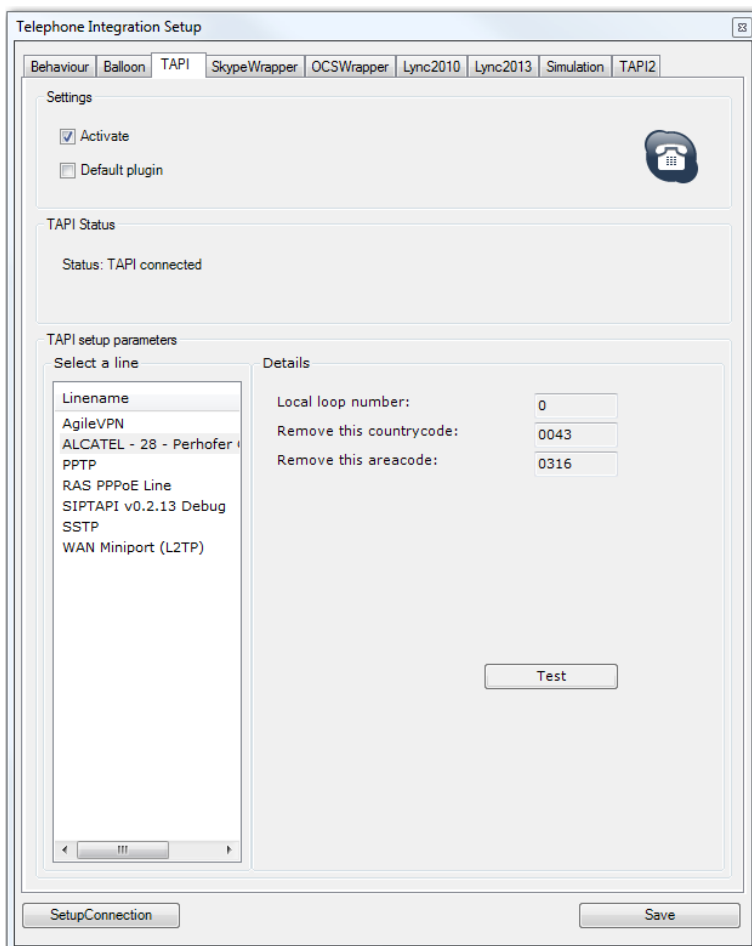 Telephone Integration Setup
Behaviour Balloon TAPI SkypeWrapper OCSWrapper Lync2010 Lync2013 Simulation TAPI2
Settings
Activate
Default plugin
TAPI Status
Status: TAPI connected
TAPI setup parameters
Select a line
Linename
AgileVPN
ALCATEL - 28 - Perhofer
PPTP
RAS PPPoE Line
SIPTAPI v0.2.13 Debug
SSTP
WAN Miniport (L2TP)
Details
Local loop number: 0
Remove this countrycode: 0043
Remove this areacode: 0316
Test
SetupConnection
Save